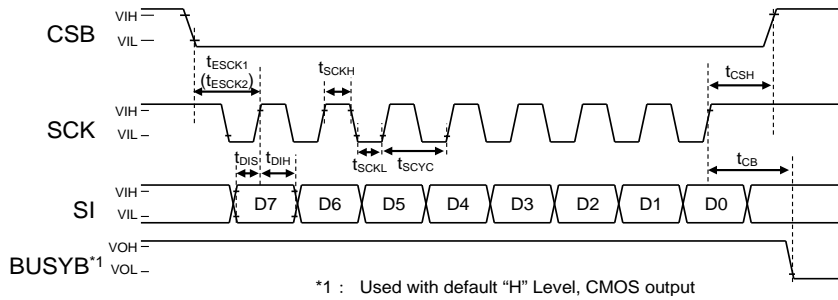 CSB
VIH
VIL
tESCK1
(tESCK2)
tSCKH
tCSH
SCK
VIH
VIL
tDIS
tDIH
tSCKL
tSCYC
tCB
SI
VIH
VIL
D7 D6 D5 D4 D3 D2 D1 D0
BUSYB*1
VOH
VOL
*1 : Used with default “H” Level, CMOS output